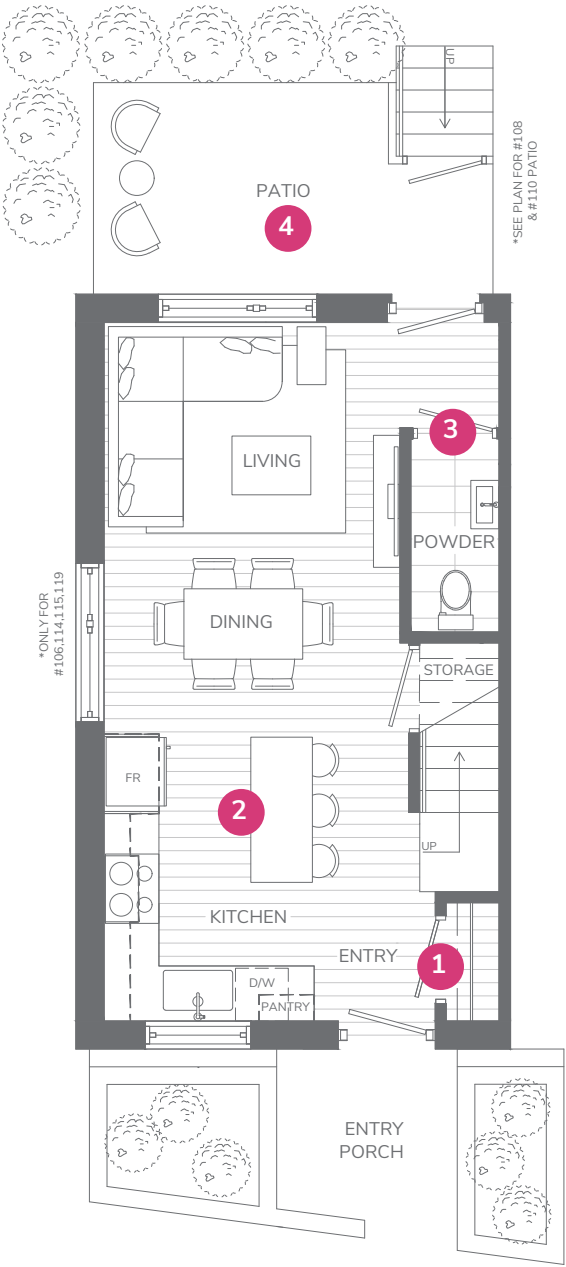 UP
*SEE PLAN FOR #108
& #110 PATIO
PATIO
4
3
LIVING
POWDER
*ONLY FOR
#106,114,115,119
DINING
STORAGE
FR
2
UP
KITCHEN
ENTRY
1
D/W
PANTRY
ENTRY
PORCH